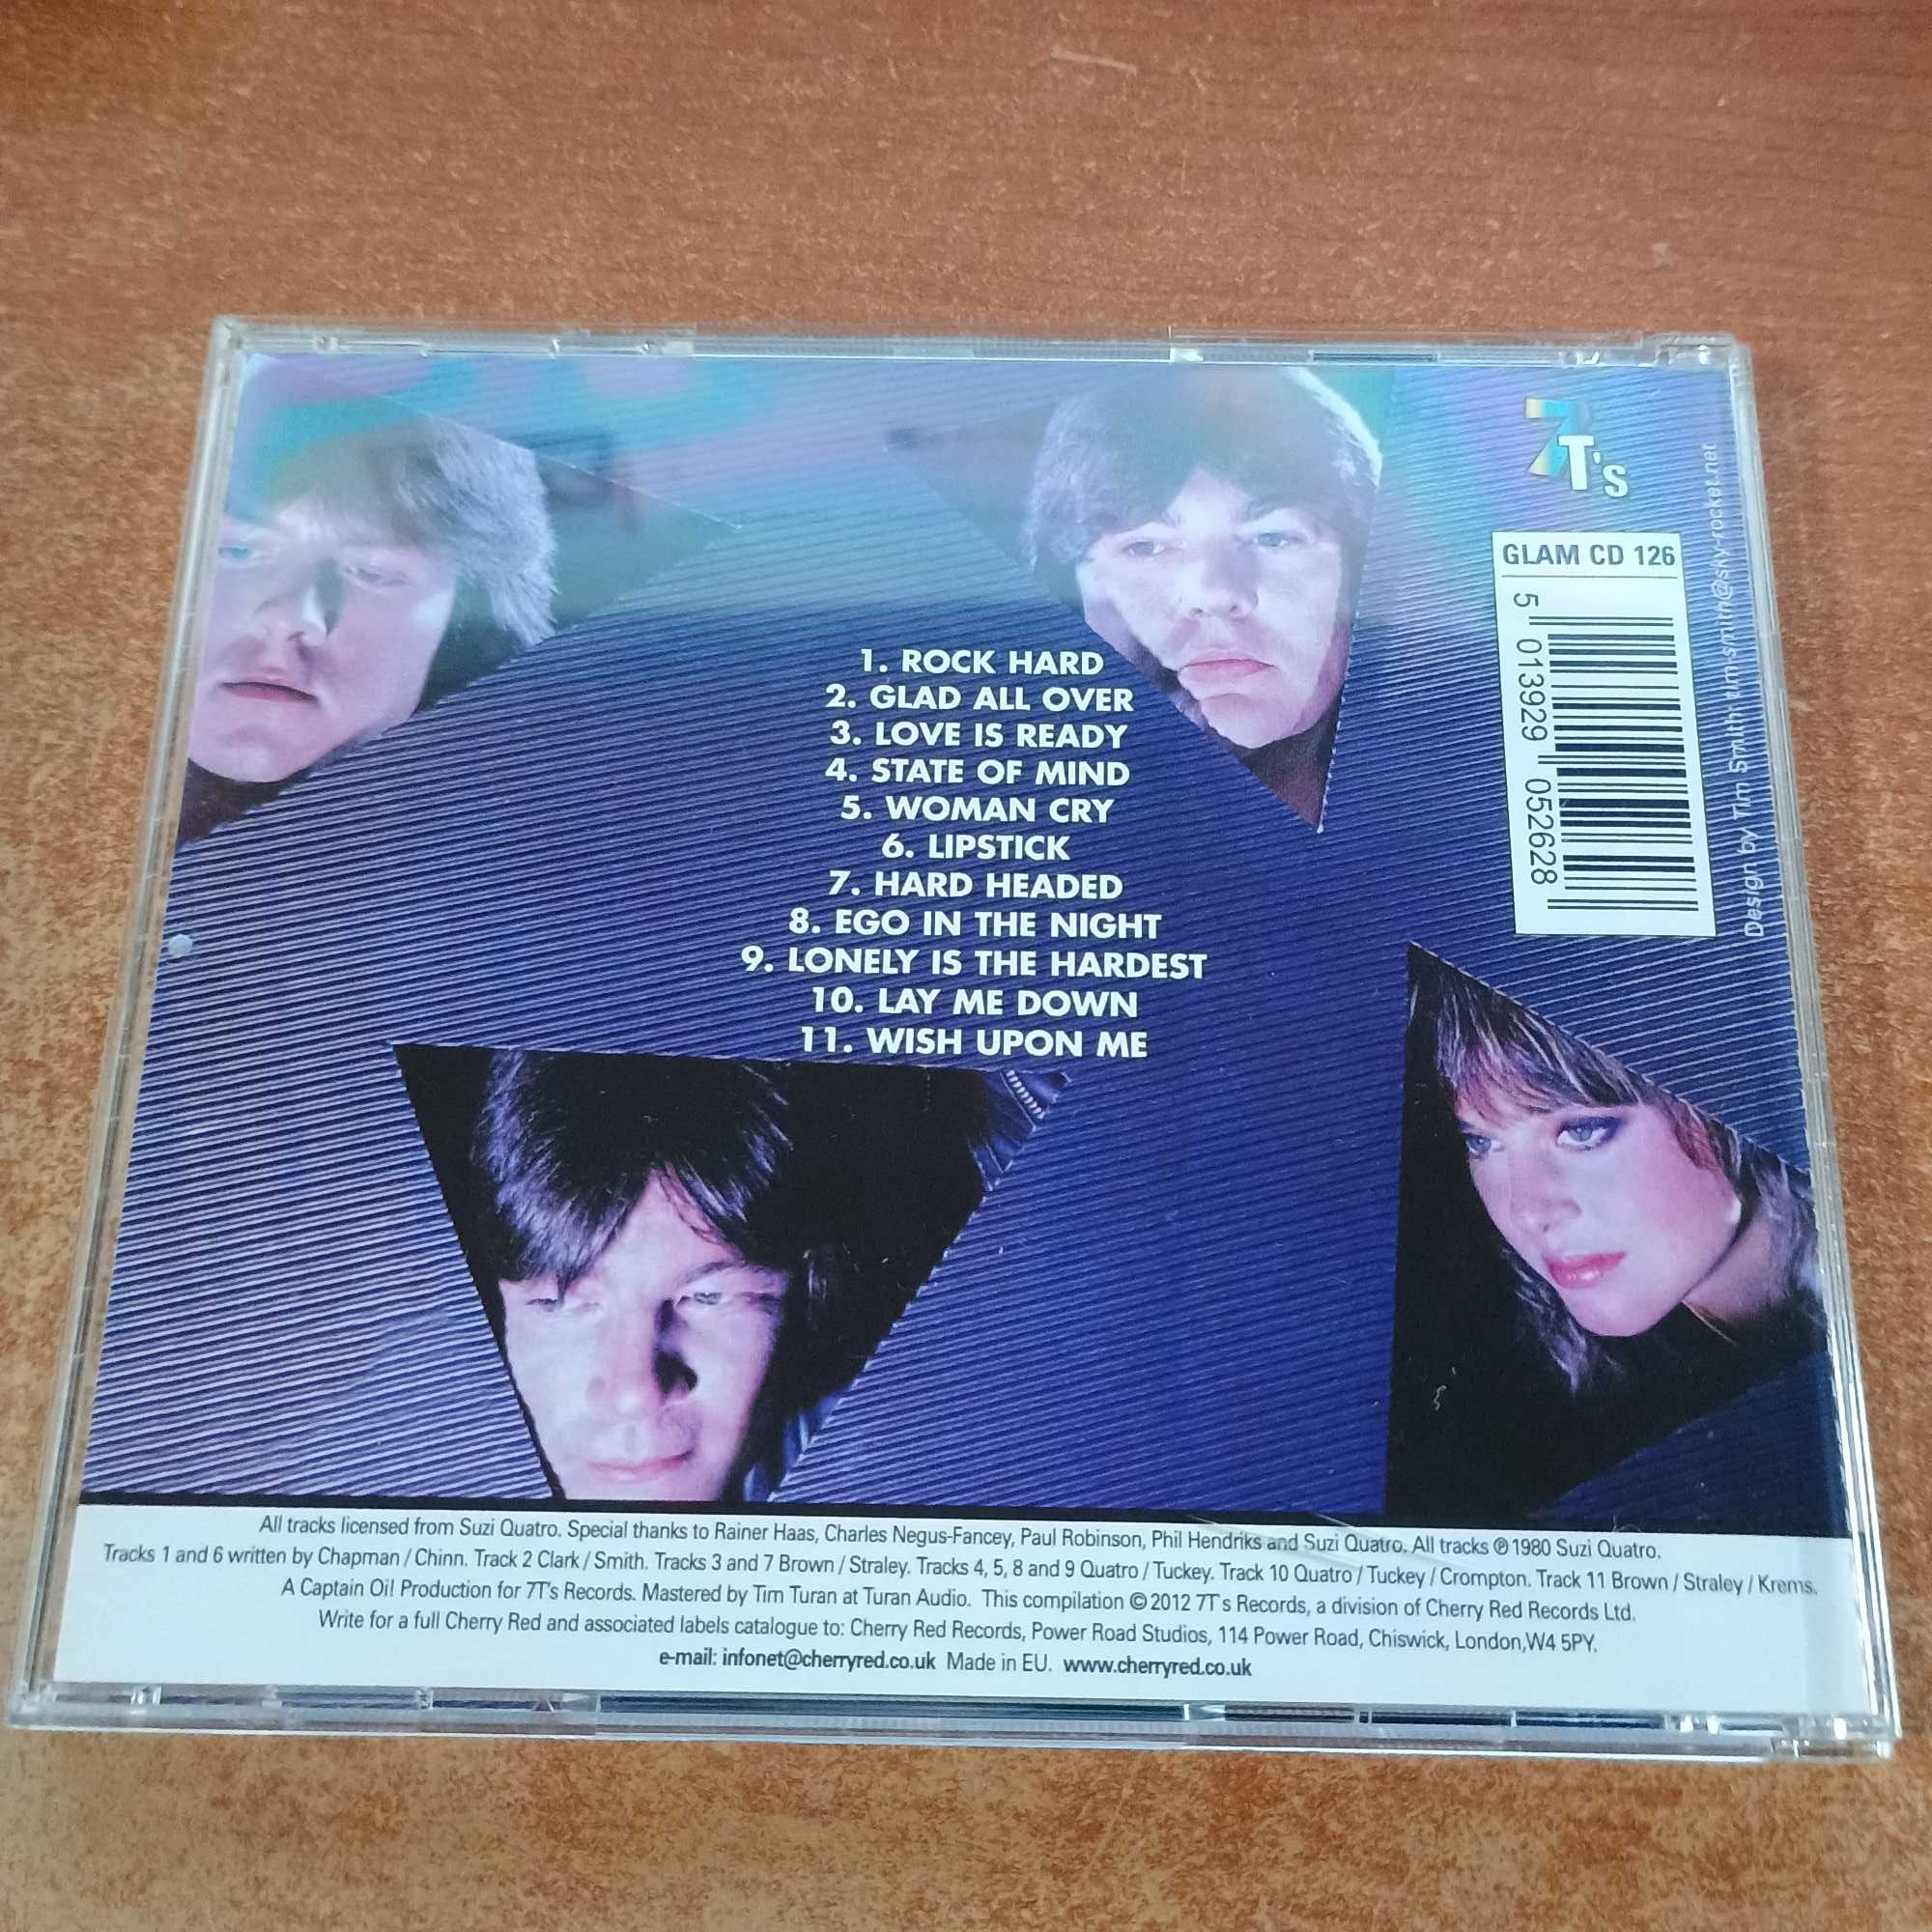 7T's
GLAM CD 126
5 013929 052628
Design by Tim Smith: tim.smith@sky-rocket.net
1. ROCK HARD
2. GLAD ALL OVER
3. LOVE IS READY
4. STATE OF MIND
5. WOMAN CRY
6. LIPSTICK
7. HARD HEADED
8. EGO IN THE NIGHT
9. LONELY IS THE HARDEST
10. LAY ME DOWN
11. WISH UPON ME
All tracks licensed from Suzi Quatro. Special thanks to Rainer Haas, Charles Negus-Fancey, Paul Robinson, Phil Hendriks and Suzi Quatro. All tracks ℗ 1980 Suzi Quatro.
Tracks 1 and 6 written by Chapman / Chinn. Track 2 Clark / Smith. Tracks 3 and 7 Brown / Straley. Tracks 4, 5, 8 and 9 Quatro / Tuckey. Track 10 Quatro / Tuckey / Crompton. Track 11 Brown / Straley / Krems.
A Captain Oi! Production for 7T's Records. Mastered by Tim Turan at Turan Audio. This compilation © 2012 7T's Records, a division of Cherry Red Records Ltd.
Write for a full Cherry Red and associated labels catalogue to: Cherry Red Records, Power Road Studios, 114 Power Road, Chiswick, London,W4 5PY.
e-mail: infonet@cherryred.co.uk Made in EU. www.cherryred.co.uk